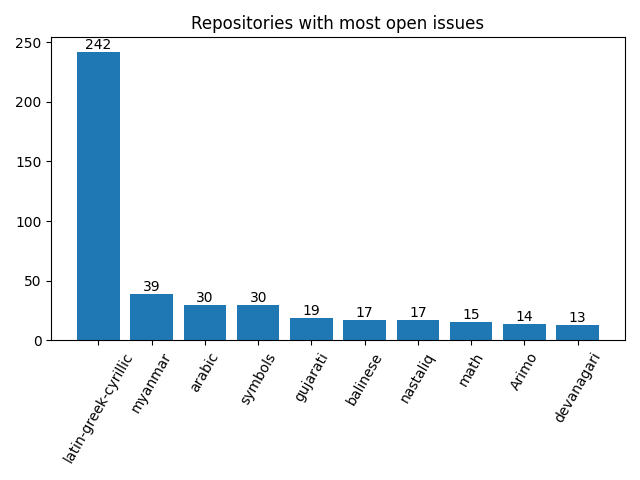 Repositories with most open issues
250
200
150
100
50
0
242
39
30
30
19
17
17
15
14
13
latin-greek-cyrillic
myanmar
arabic
symbols
gujarati
balinese
nastaliq
math
Arimo
devanagari